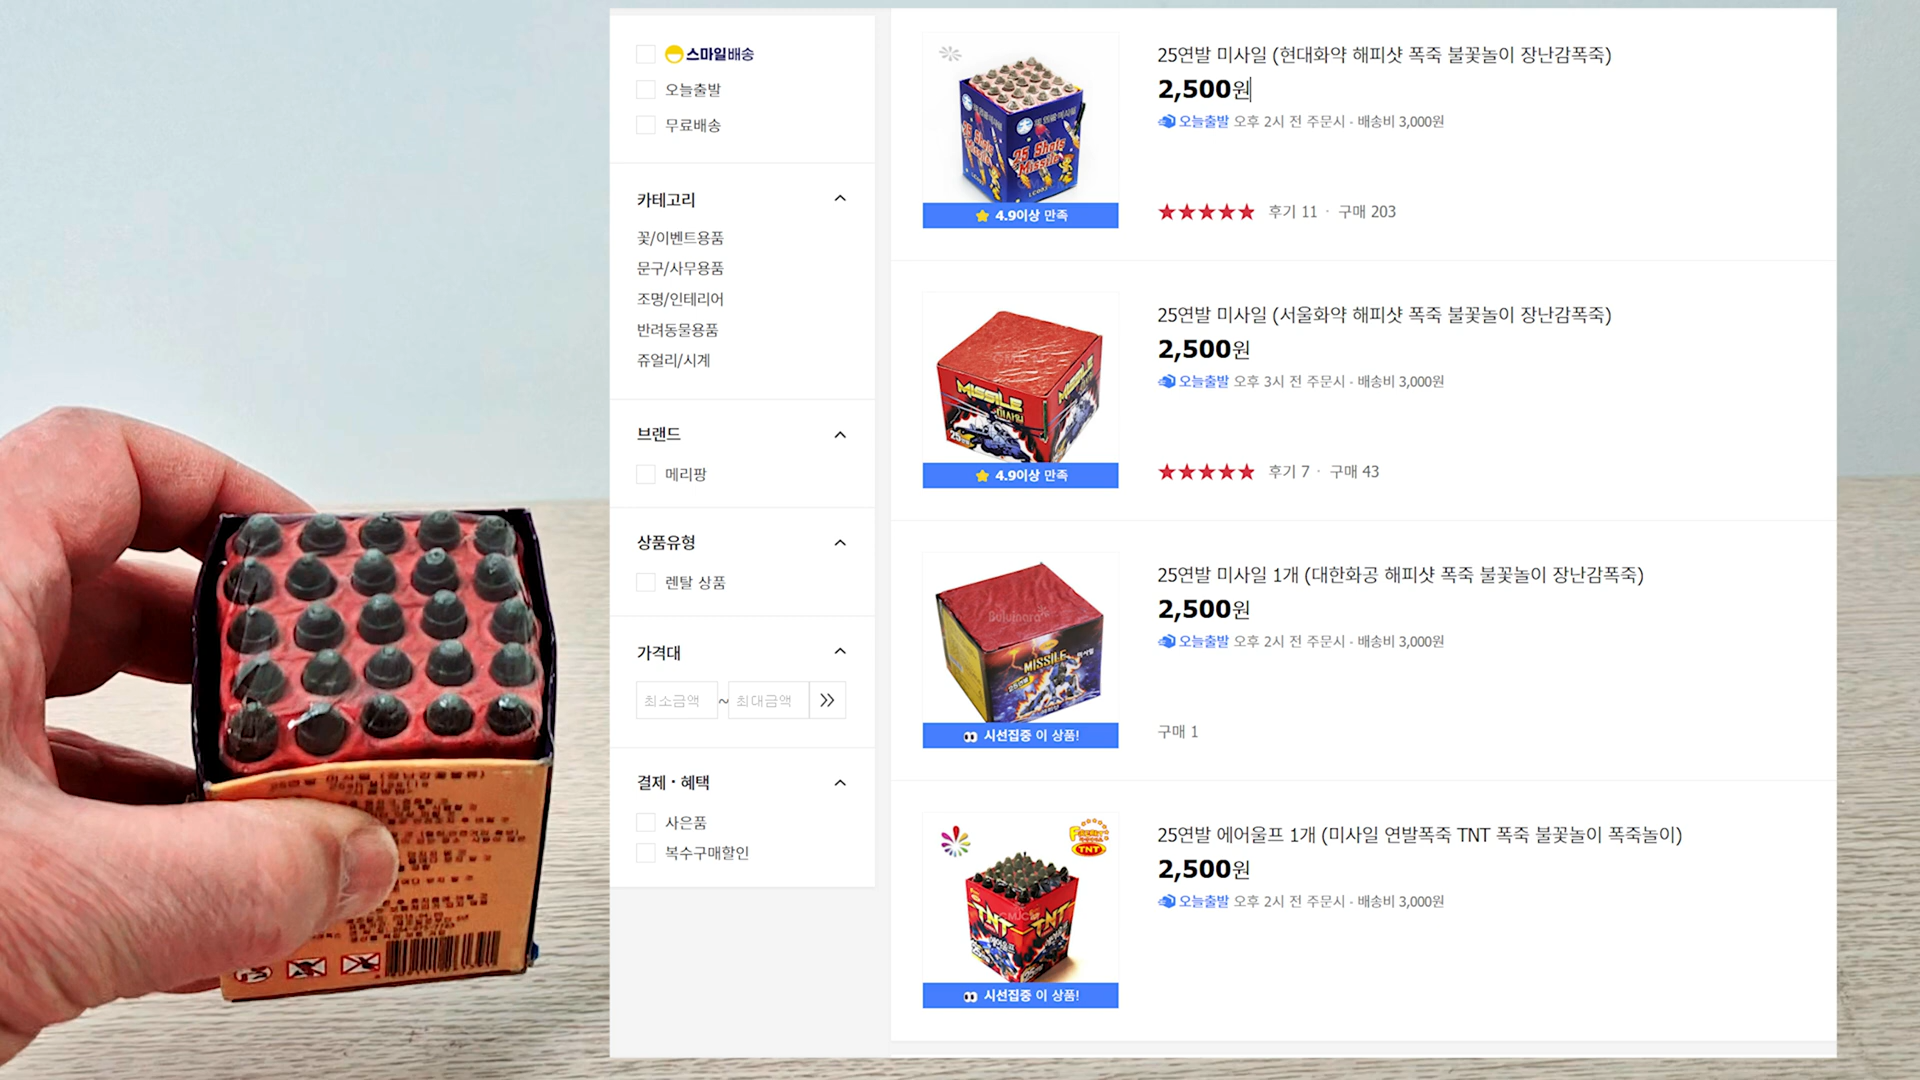 스마일배송
오늘출발
무료배송
카테고리
꽃/이벤트용품
문구/사무용품
조명/인테리어
반려동물용품
쥬얼리/시계
브랜드
메리팡
상품유형
렌탈 상품
가격대
최소금액 ~ 최대금액
결제 · 혜택
사은품
복수구매할인
25연발 미사일 (현대화약 해피샷 폭죽 불꽃놀이 장난감폭죽)
2,500원
오늘출발 오후 2시 전 주문시 · 배송비 3,000원
25 Shots
Missile
4.9이상 만족
후기 11 · 구매 203
25연발 미사일 (서울화약 해피샷 폭죽 불꽃놀이 장난감폭죽)
2,500원
오늘출발 오후 3시 전 주문시 · 배송비 3,000원
MISSILE
미사일
4.9이상 만족
후기 7 · 구매 43
25연발 미사일 1개 (대한화공 해피샷 폭죽 불꽃놀이 장난감폭죽)
2,500원
오늘출발 오후 2시 전 주문시 · 배송비 3,000원
MISSILE
미사일
시선집중 이 상품!
구매 1
25연발 에어울프 1개 (미사일 연발폭죽 TNT 폭죽 불꽃놀이 폭죽놀이)
2,500원
오늘출발 오후 2시 전 주문시 · 배송비 3,000원
TNT
TNT
TNT
에어울프
시선집중 이 상품!